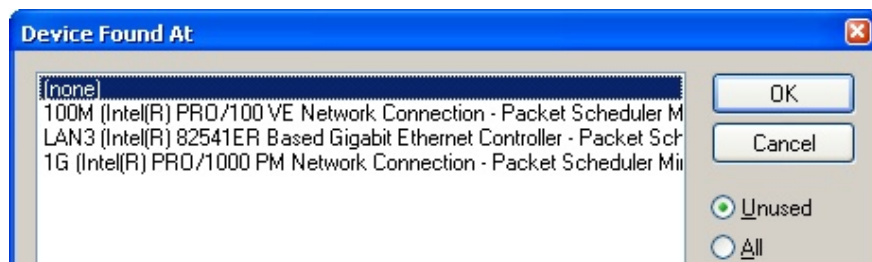 Device Found At
(none)
100M (Intel(R) PRO/100 VE Network Connection - Packet Scheduler M
LAN3 (Intel(R) 82541ER Based Gigabit Ethernet Controller - Packet Sch
1G (Intel(R) PRO/1000 PM Network Connection - Packet Scheduler Mii
OK
Cancel
Unused
All